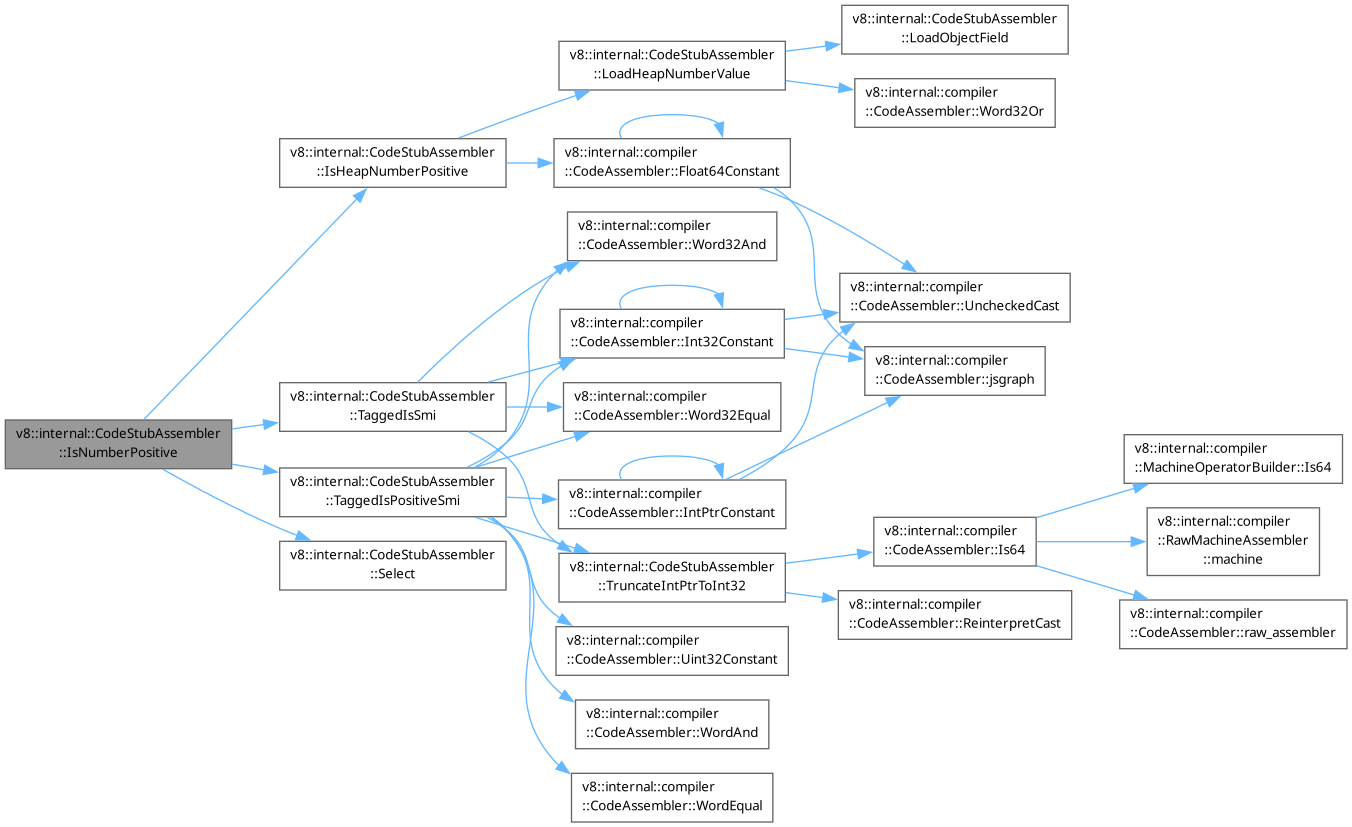 v8::internal::CodeStubAssembler
::IsNumberPositive
v8::internal::CodeStubAssembler
::IsHeapNumberPositive
v8::internal::CodeStubAssembler
::TaggedIsSmi
v8::internal::CodeStubAssembler
::TaggedIsPositiveSmi
v8::internal::CodeStubAssembler
::Select
v8::internal::CodeStubAssembler
::LoadHeapNumberValue
v8::internal::compiler
::CodeAssembler::Float64Constant
v8::internal::compiler
::CodeAssembler::Word32And
v8::internal::compiler
::CodeAssembler::Int32Constant
v8::internal::compiler
::CodeAssembler::Word32Equal
v8::internal::compiler
::CodeAssembler::IntPtrConstant
v8::internal::CodeStubAssembler
::TruncateIntPtrToInt32
v8::internal::compiler
::CodeAssembler::Uint32Constant
v8::internal::compiler
::CodeAssembler::WordAnd
v8::internal::compiler
::CodeAssembler::WordEqual
v8::internal::CodeStubAssembler
::LoadObjectField
v8::internal::compiler
::CodeAssembler::Word32Or
v8::internal::compiler
::CodeAssembler::UncheckedCast
v8::internal::compiler
::CodeAssembler::jsgraph
v8::internal::compiler
::CodeAssembler::Is64
v8::internal::compiler
::CodeAssembler::ReinterpretCast
v8::internal::compiler
::MachineOperatorBuilder::Is64
v8::internal::compiler
::RawMachineAssembler
::machine
v8::internal::compiler
::CodeAssembler::raw_assembler